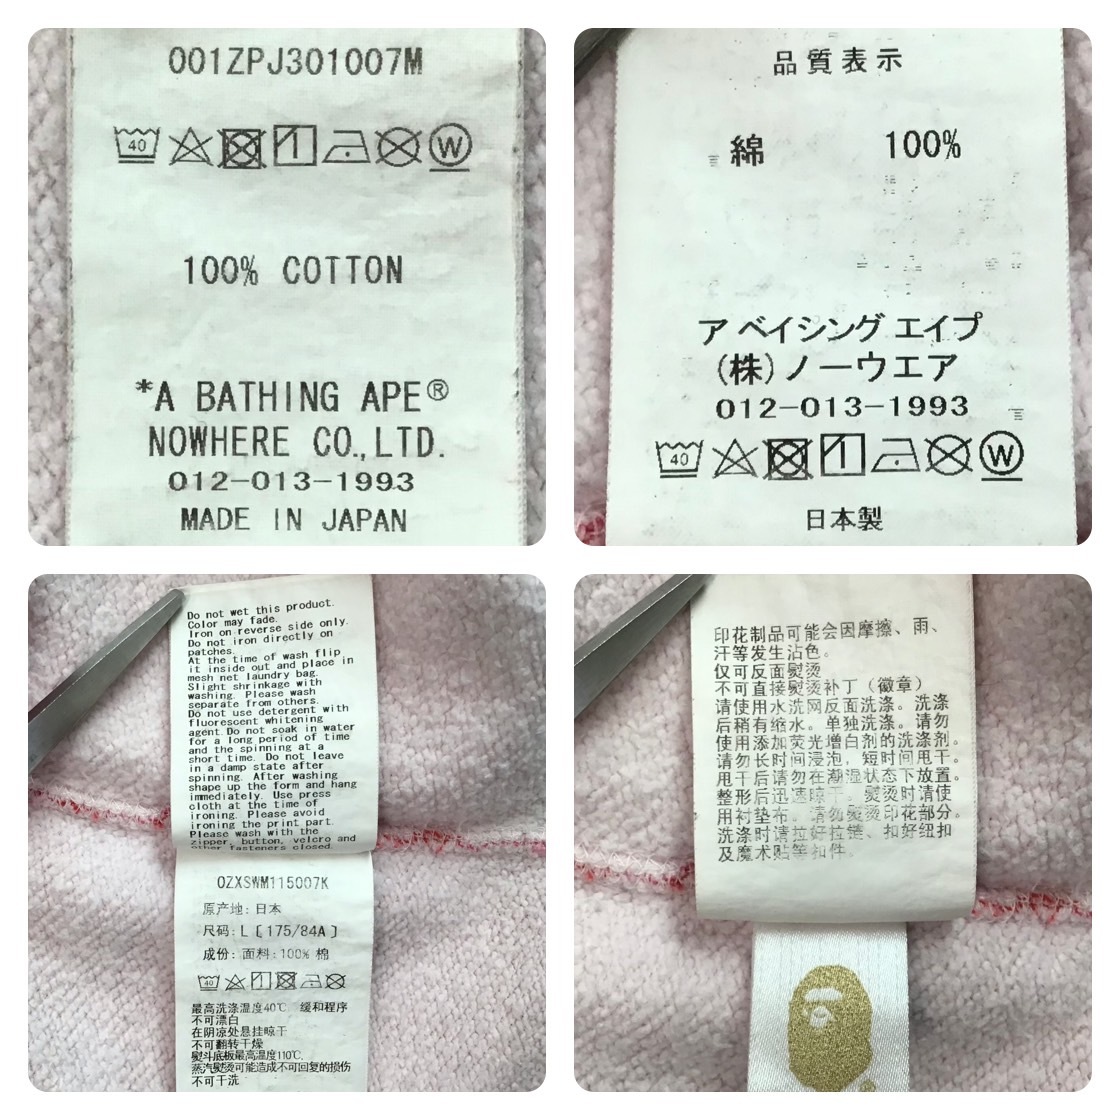 001ZPJ301007M
40
W
100% COTTON
*A BATHING APE®
NOWHERE CO.,LTD.
012-013-1993
MADE IN JAPAN
品質表示
綿 100%
ア ベイシング エイプ
(株)ノーウエア
012-013-1993
40
W
日本製
Do not wet this product.
Color may fade.
Iron on reverse side only.
Do not iron directly on
patches.
At the time of wash flip
it inside out and place in
mesh net laundry bag.
Slight shrinkage with
washing. Please wash
separate from others.
Do not use detergent with
fluorescent whitening
agent.Do not soak in water
for a long period of time
and the spinning at a
short time. Do not leave
in a damp state after
spinning. After washing
shape up the form and hang
immediately. Use press
cloth at the time of
ironing. Please avoid
ironing the print part.
Please wash with the
zipper, button, velcro and
other fasteners closed.
0ZXSWM115007K
原产地: 日本
尺码: L [175/84A]
成份: 面料:100% 棉
40
最高洗涤温度40℃ 缓和程序
不可漂白
在阴凉处悬挂晾干
不可翻转干燥
熨斗底板最高温度110℃,
蒸汽熨烫可能造成不可回复的损伤
不可干洗
印花制品可能会因摩擦、雨、
汗等发生沾色。
仅可反面熨烫
不可直接熨烫补丁（徽章）
请使用水洗网反面洗涤。洗涤
后稍有缩水。单独洗涤。请勿
使用添加荧光增白剂的洗涤剂。
请勿长时间浸泡，短时间甩干。
甩干后请勿在潮湿状态下放置。
整形后迅速晾干。熨烫时请使
用衬垫布。请勿熨烫印花部分。
洗涤时请拉好拉链、扣好纽扣
及魔术贴等扣件。
®